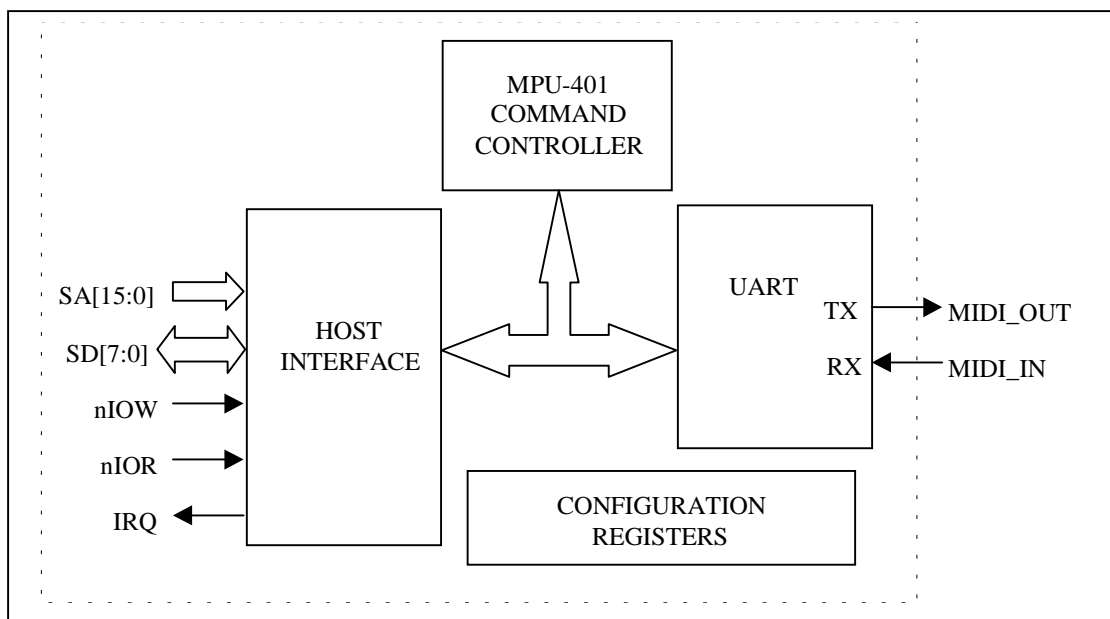 MPU-401
COMMAND
CONTROLLER
SA[15:0]
SD[7:0]
nIOW
nIOR
IRQ
HOST
INTERFACE
UART
TX
RX
MIDI_OUT
MIDI_IN
CONFIGURATION
REGISTERS